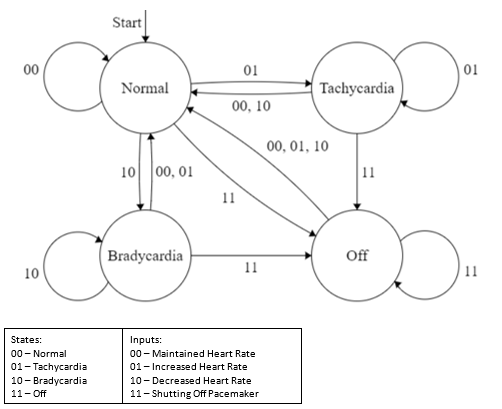 Start
00
Normal
01
Tachycardia
01
00, 10
00, 01, 10
10
00, 01
11
11
Bradycardia
Off
10
11
11
States:
00 – Normal
01 – Tachycardia
10 – Bradycardia
11 – Off
Inputs:
00 – Maintained Heart Rate
01 – Increased Heart Rate
10 – Decreased Heart Rate
11 – Shutting Off Pacemaker